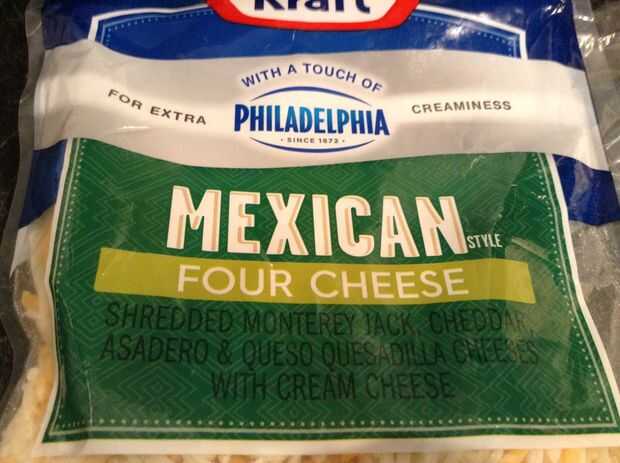 Kraft
WITH A TOUCH OF
FOR EXTRA PHILADELPHIA CREAMINESS
• SINCE 1872 •
MEXICAN STYLE
FOUR CHEESE
SHREDDED MONTEREY JACK, CHEDDAR,
ASADERO & QUESO QUESADILLA CHEESES
WITH CREAM CHEESE